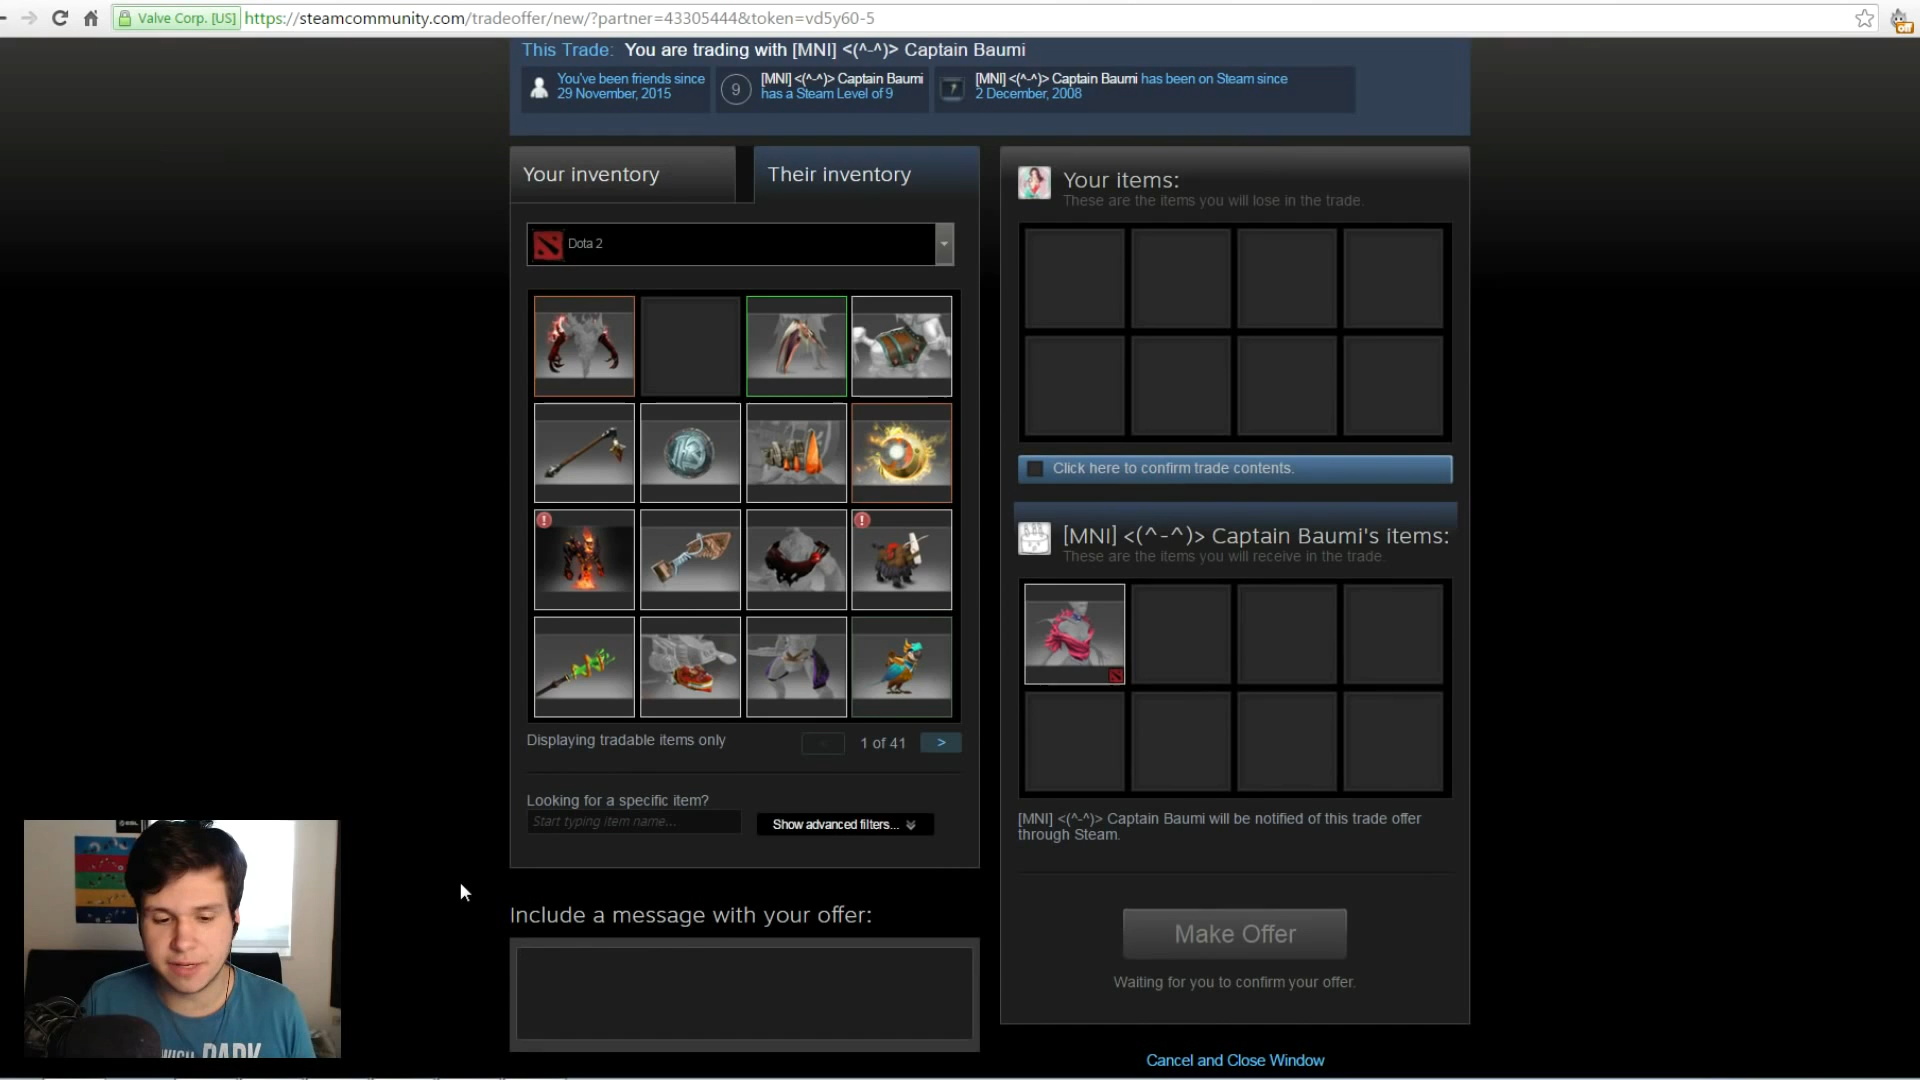 Valve Corp. [US]
https://steamcommunity.com/tradeoffer/new/?partner=43305444&token=vd5y60-5
Off
This Trade: You are trading with [MNI] <(^-^)> Captain Baumi
You've been friends since
29 November, 2015
9
[MNI] <(^-^)> Captain Baumi
has a Steam Level of 9
[MNI] <(^-^)> Captain Baumi has been on Steam since
2 December, 2008
Your inventory
Their inventory
Dota 2
Displaying tradable items only
<
1 of 41
>
Looking for a specific item?
Start typing item name...
Show advanced filters...
Include a message with your offer:
Your items:
These are the items you will lose in the trade.
Click here to confirm trade contents.
[MNI] <(^-^)> Captain Baumi's items:
These are the items you will receive in the trade.
[MNI] <(^-^)> Captain Baumi will be notified of this trade offer
through Steam.
Make Offer
Waiting for you to confirm your offer.
Cancel and Close Window
PARK